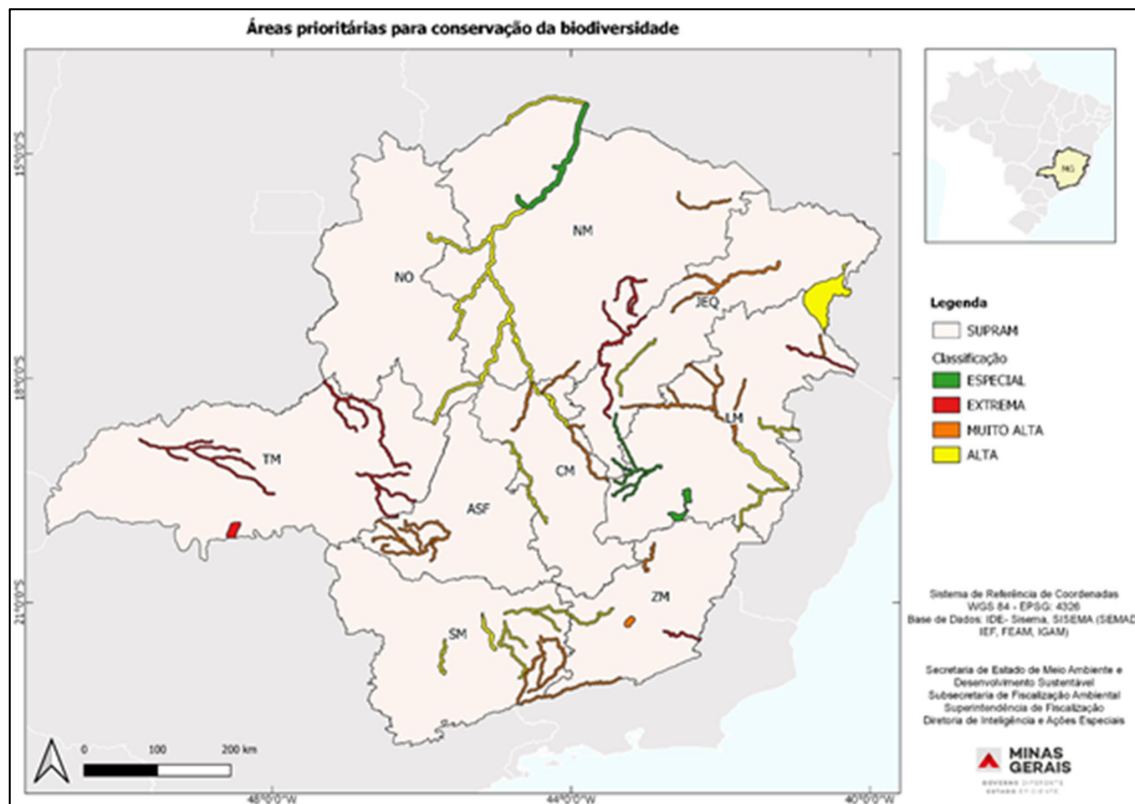 Áreas prioritárias para conservação da biodiversidade
15°0'0"S
18°0'0"S
21°0'0"S
NM
NO
JEQ
LM
TM
CM
ASF
ZM
SM
MG
Legenda
SUPRAM
Classificação
ESPECIAL
EXTREMA
MUITO ALTA
ALTA
Sistema de Referência de Coordenadas
WGS 84 - EPSG: 4326
Base de Dados: IDE- Sisema, SISEMA (SEMAD,
IEF, FEAM, IGAM)
Secretaria de Estado de Meio Ambiente e
Desenvolvimento Sustentável
Subsecretaria de Fiscalização Ambiental
Superintendência de Fiscalização
Diretoria de Inteligência e Ações Especiais
0 100 200 km
48°0'0"W 44°0'0"W 40°0'0"W
MINAS
GERAIS
GOVERNO DIFERENTE
ESTADO EFICIENTE